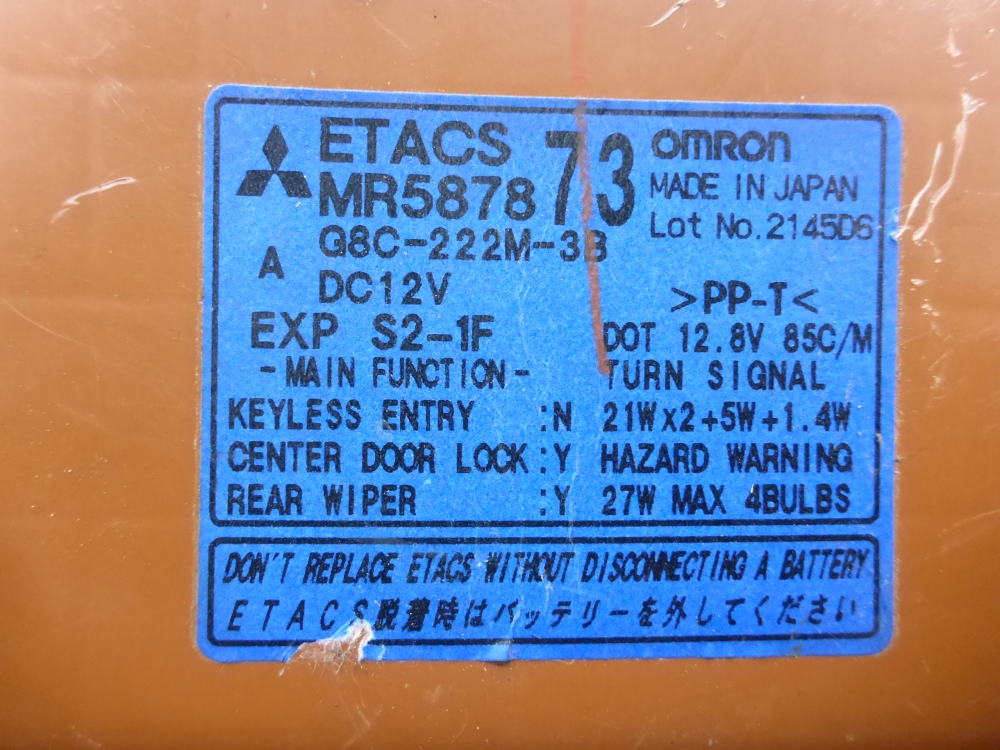 ETACS
MR587873
OMRON
MADE IN JAPAN
Lot No.2145D6
A
G8C-222M-3B
DC12V
>PP-T<
EXP S2-1F
DOT 12.8V 85C/M
-MAIN FUNCTION-
TURN SIGNAL
KEYLESS ENTRY :N
21Wx2+5W+1.4W
CENTER DOOR LOCK:Y
HAZARD WARNING
REAR WIPER :Y
27W MAX 4BULBS
DON'T REPLACE ETACS WITHOUT DISCONNECTING A BATTERY
ETACS脱着時はバッテリーを外してください